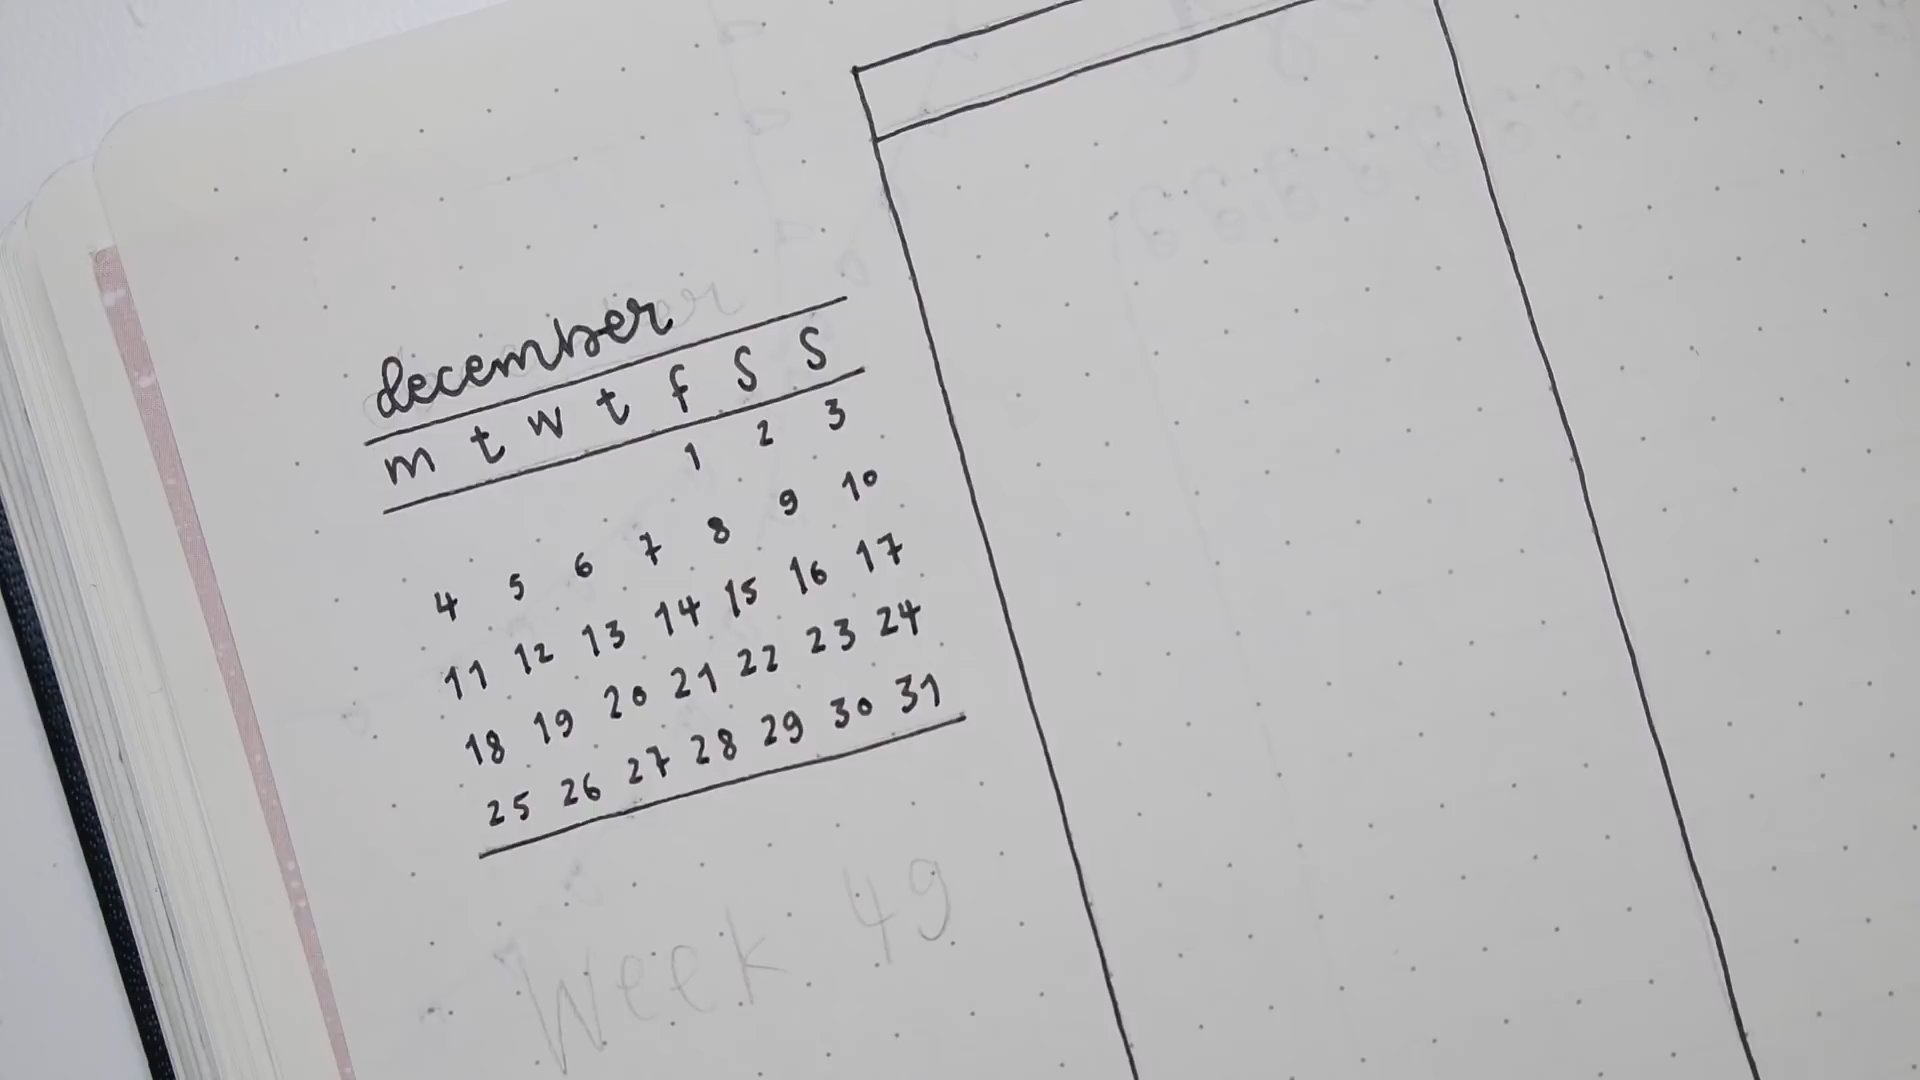 december
m t w t f s s
1 2 3
4 5 6 7 8 9 10
11 12 13 14 15 16 17
18 19 20 21 22 23 24
25 26 27 28 29 30 31
Week 49